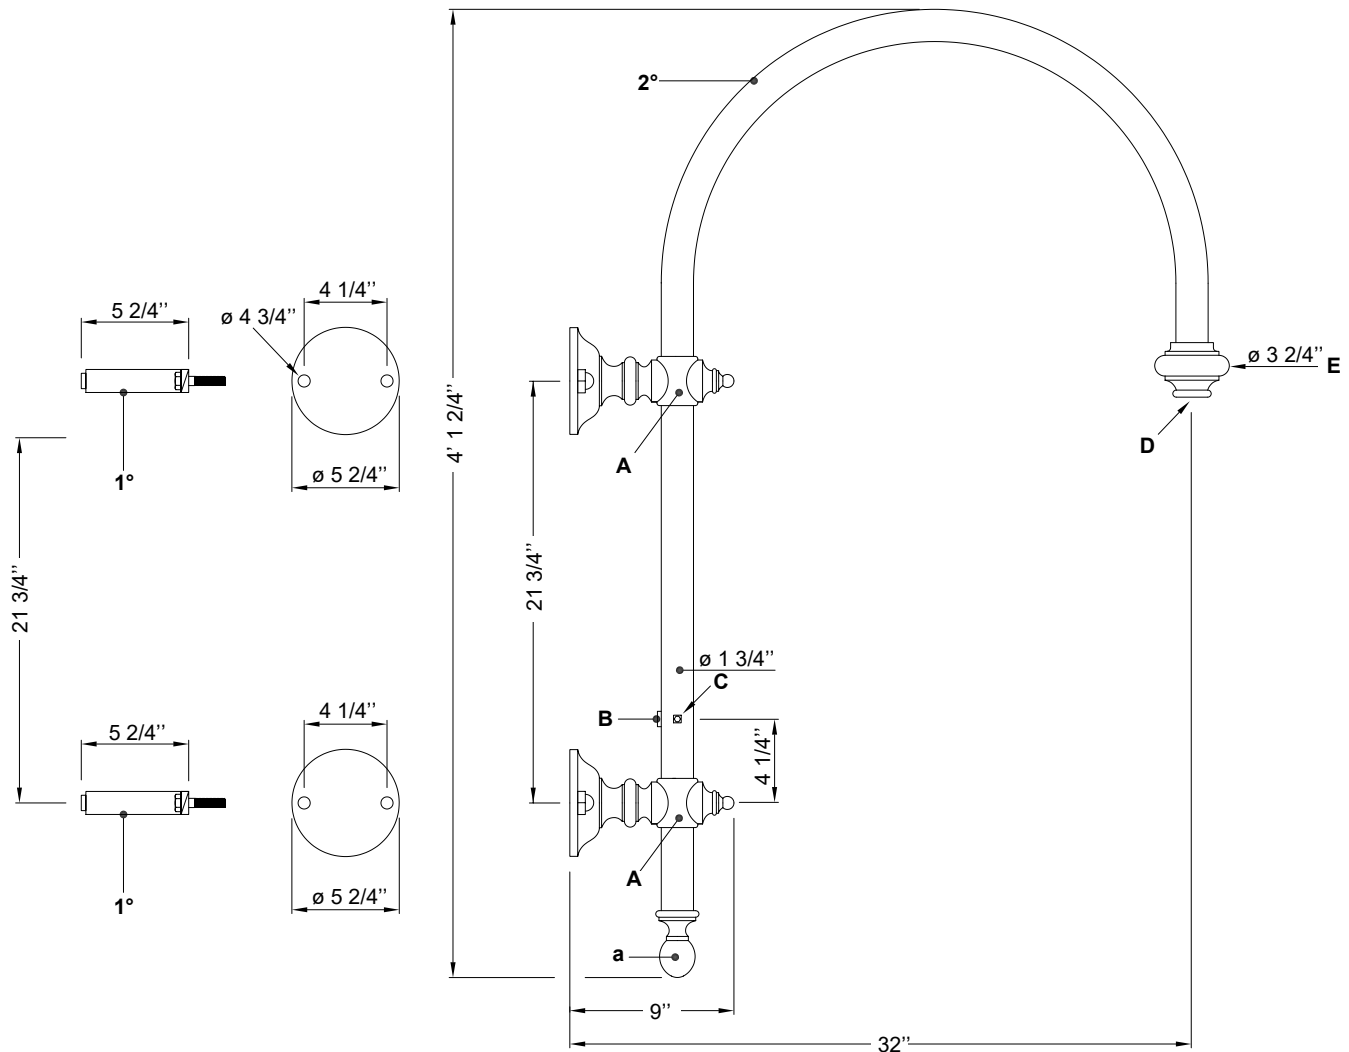 2°
4 1/4’’
5 2/4’’
ø 4 3/4’’
ø 3 2/4’’
E
4’ 1 2/4’’
D
A
ø 5 2/4’’
1°
21 3/4’’
21 3/4’’
ø 1 3/4’’
C
B
4 1/4’’
5 2/4’’
4 1/4’’
A
ø 5 2/4’’
1°
a
9’’
32’’